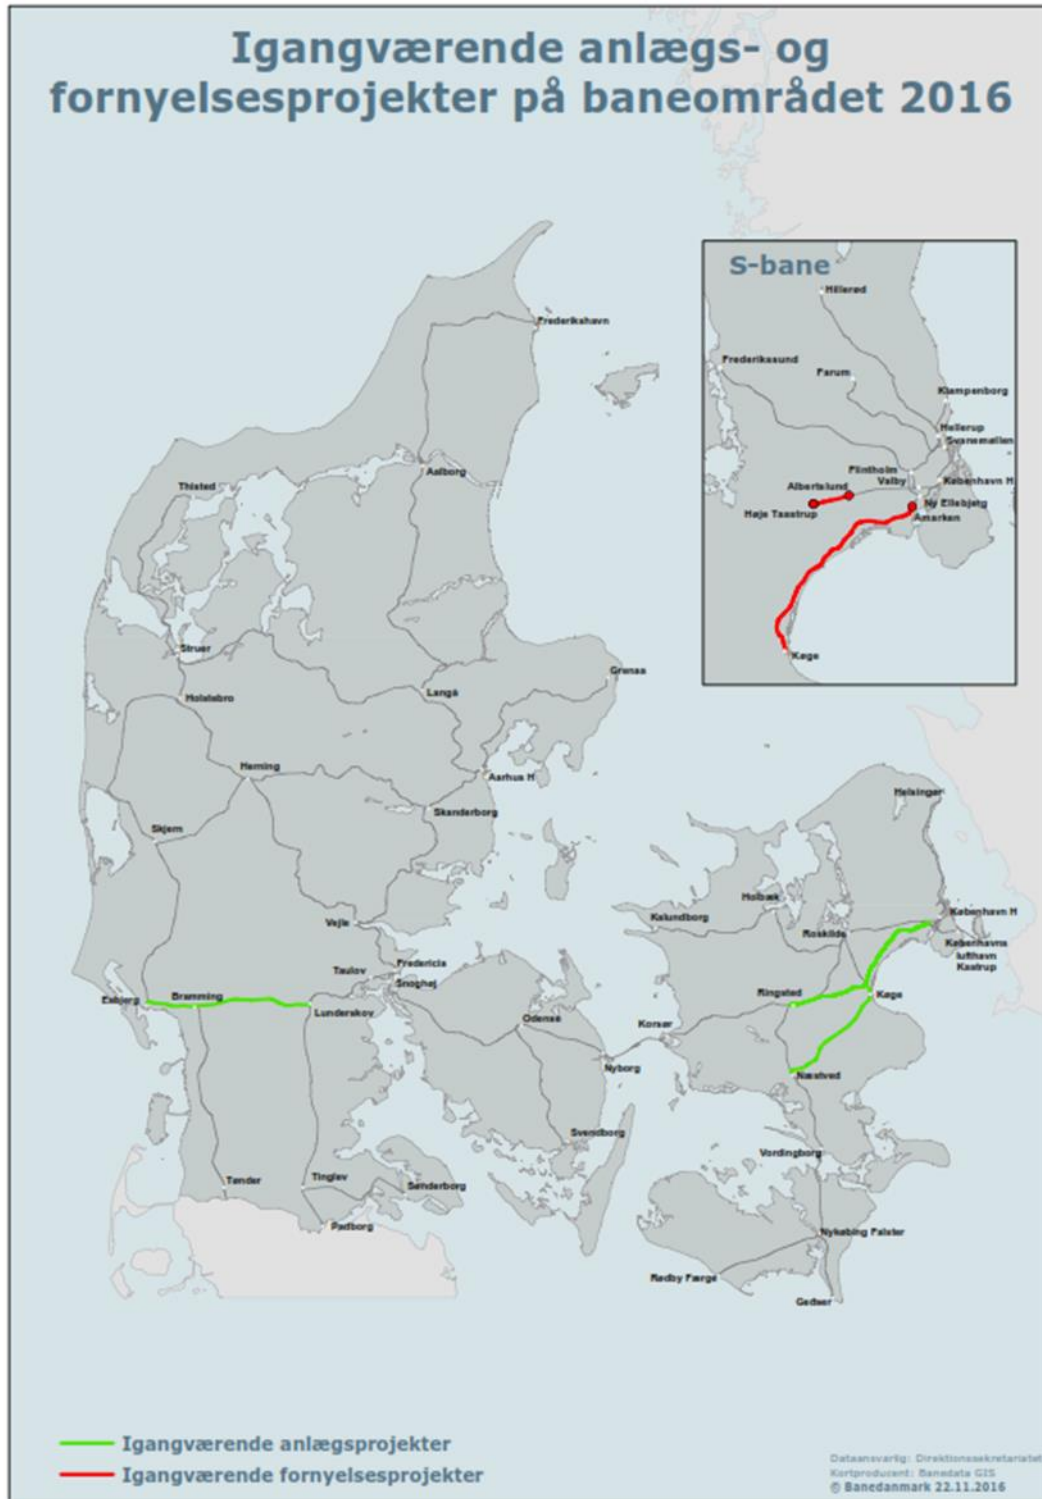 Igangværende anlægs- og
fornyelsesprojekter på baneområdet 2016
S-bane
Hillerød
Frederikssund
Farum
Klampenborg
Hellerup
Svanemøllen
Flintholm
Valby
København H
Albertslund
Ny Ellebjerg
Høje Taastrup
Åmarken
Køge
Frederikshavn
Aalborg
Thisted
Struer
Grenaa
Langå
Holstebro
Herning
Aarhus H
Skanderborg
Skjern
Helsingør
Holbæk
Kalundborg
København H
Vejle
Roskilde
Københavns
lufthavn
Kastrup
Fredericia
Taulov
Snoghøj
Esbjerg
Bramming
Ringsted
Køge
Lunderskov
Odense
Korsør
Nyborg
Næstved
Svendborg
Vordingborg
Tønder
Tinglev
Sønderborg
Padborg
Nykøbing Falster
Rødby Færge
Gedser
Igangværende anlægsprojekter
Igangværende fornyelsesprojekter
Dataansvarlig: Direktionssekretariatet
Kortproducent: Banedata GIS
© Banedanmark 22.11.2016